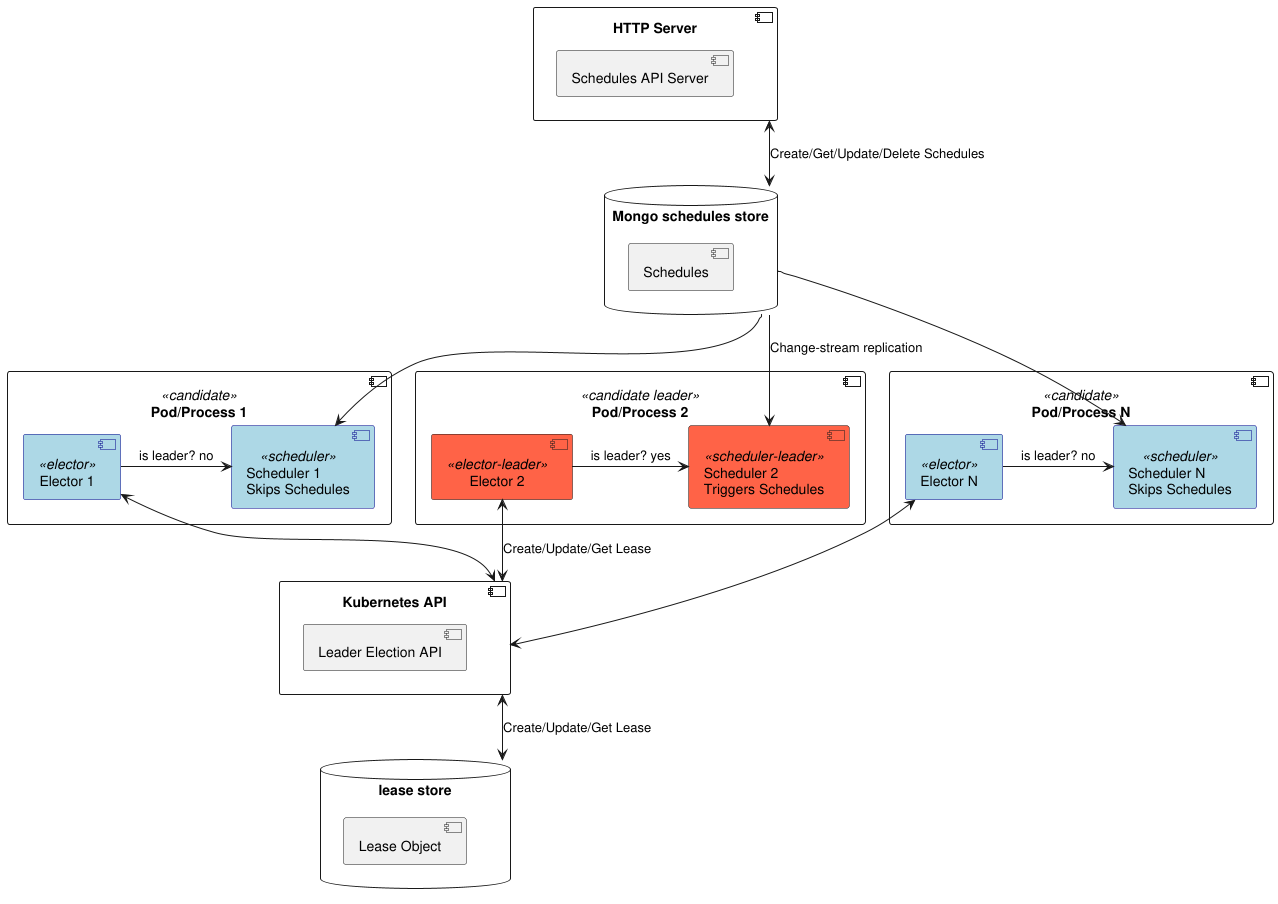 HTTP Server
Schedules API Server
Create/Get/Update/Delete Schedules
Mongo schedules store
Schedules
Change-stream replication
«candidate»
Pod/Process 1
«elector»
Elector 1
is leader? no
«scheduler»
Scheduler 1
Skips Schedules
«candidate leader»
Pod/Process 2
«elector-leader»
Elector 2
is leader? yes
«scheduler-leader»
Scheduler 2
Triggers Schedules
«candidate»
Pod/Process N
«elector»
Elector N
is leader? no
«scheduler»
Scheduler N
Skips Schedules
Create/Update/Get Lease
Kubernetes API
Leader Election API
Create/Update/Get Lease
lease store
Lease Object